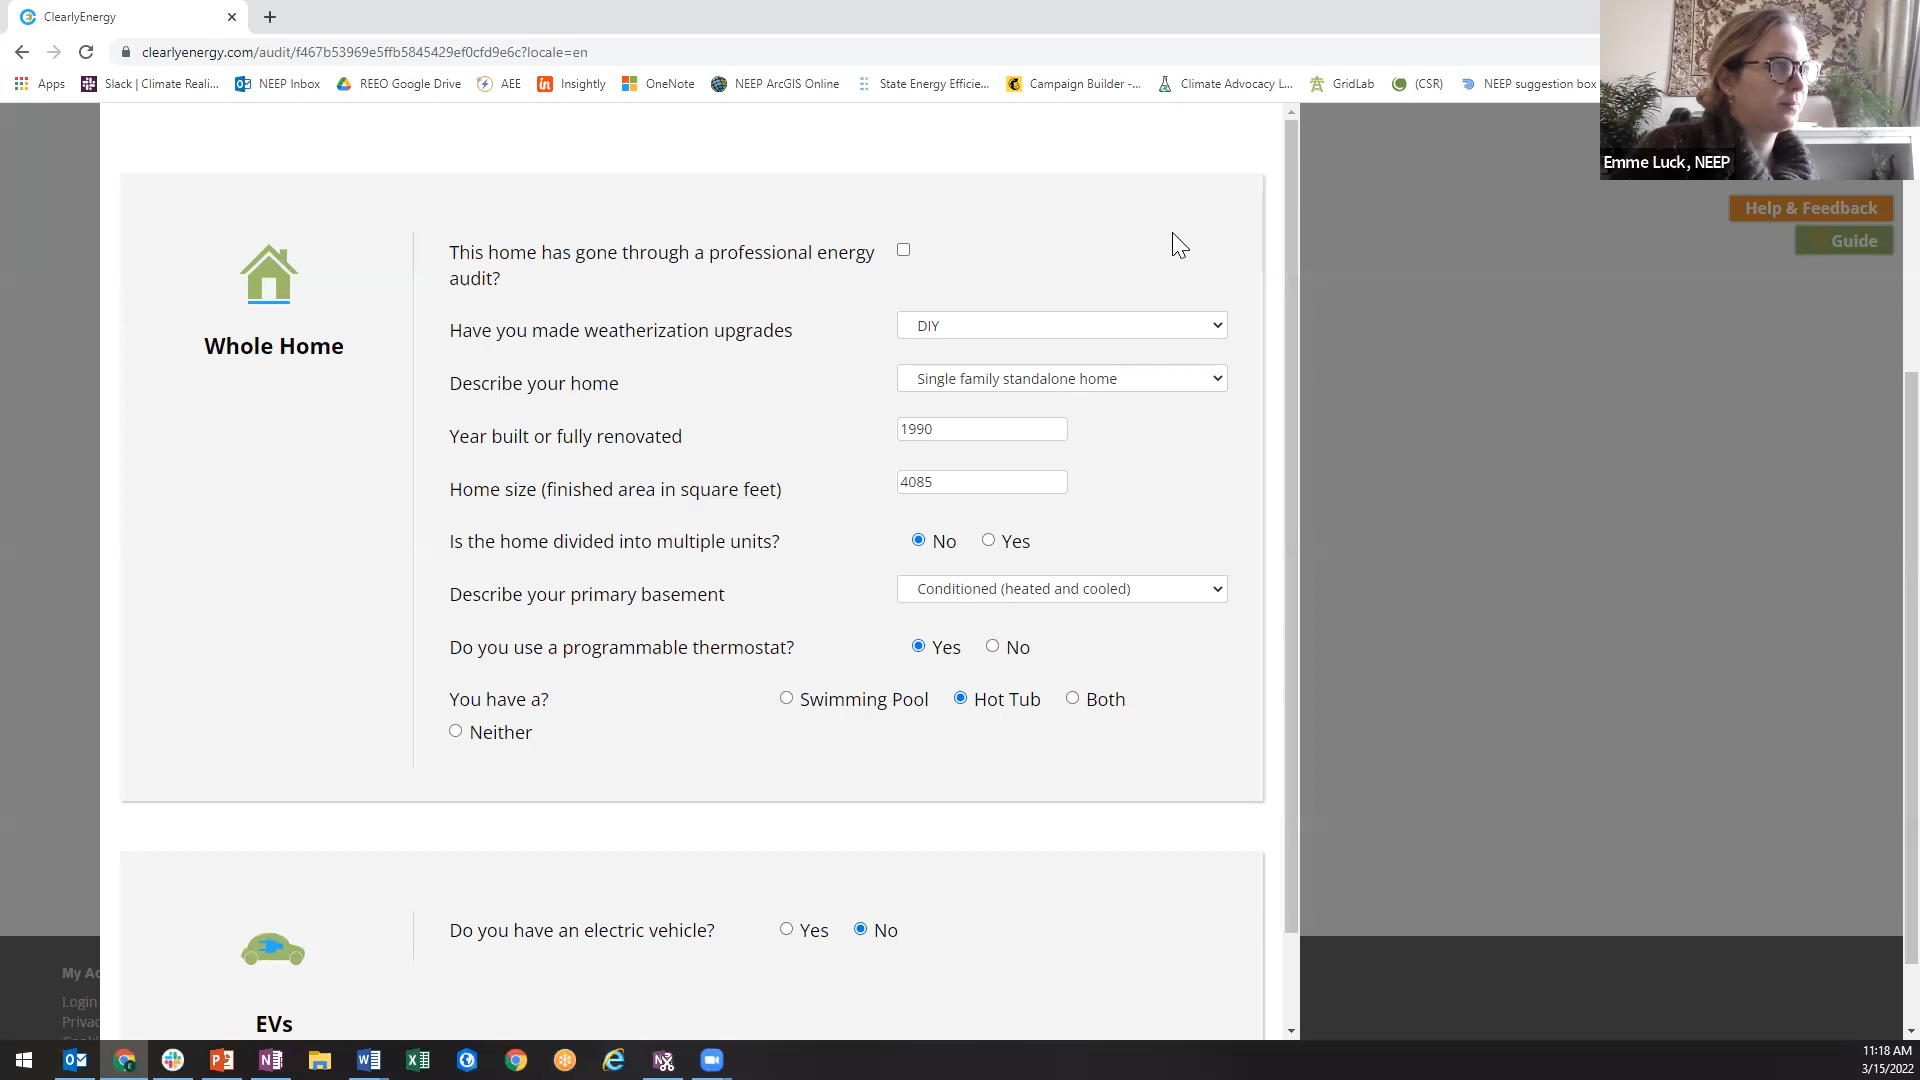 ClearlyEnergy
clearlyenergy.com/audit/f467b53969e5ffb5845429ef0cfd9e6c?locale=en
Apps Slack | Climate Reali... NEEP Inbox REEO Google Drive AEE Insightly OneNote NEEP ArcGIS Online State Energy Efficie... Campaign Builder -... Climate Advocacy L... GridLab (CSR) NEEP suggestion box
Emme Luck, NEEP
Help & Feedback
Guide
Whole Home
This home has gone through a professional energy
audit?
Have you made weatherization upgrades DIY
Describe your home Single family standalone home
Year built or fully renovated 1990
Home size (finished area in square feet) 4085
Is the home divided into multiple units? No Yes
Describe your primary basement Conditioned (heated and cooled)
Do you use a programmable thermostat? Yes No
You have a? Swimming Pool Hot Tub Both
Neither
Do you have an electric vehicle? Yes No
EVs
My Ac
Login
Privac
11:18 AM
3/15/2022